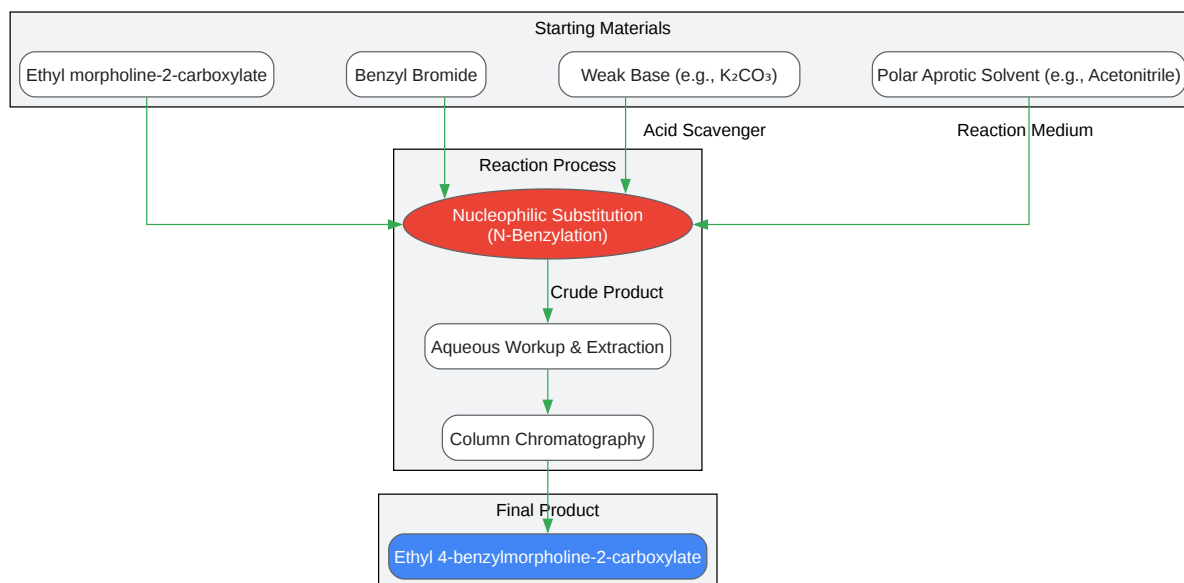 Starting Materials
Ethyl morpholine-2-carboxylate
Benzyl Bromide
Weak Base (e.g., K₂CO₃)
Polar Aprotic Solvent (e.g., Acetonitrile)
Acid Scavenger
Reaction Medium
Reaction Process
Nucleophilic Substitution
(N-Benzylation)
Crude Product
Aqueous Workup & Extraction
Column Chromatography
Final Product
Ethyl 4-benzylmorpholine-2-carboxylate